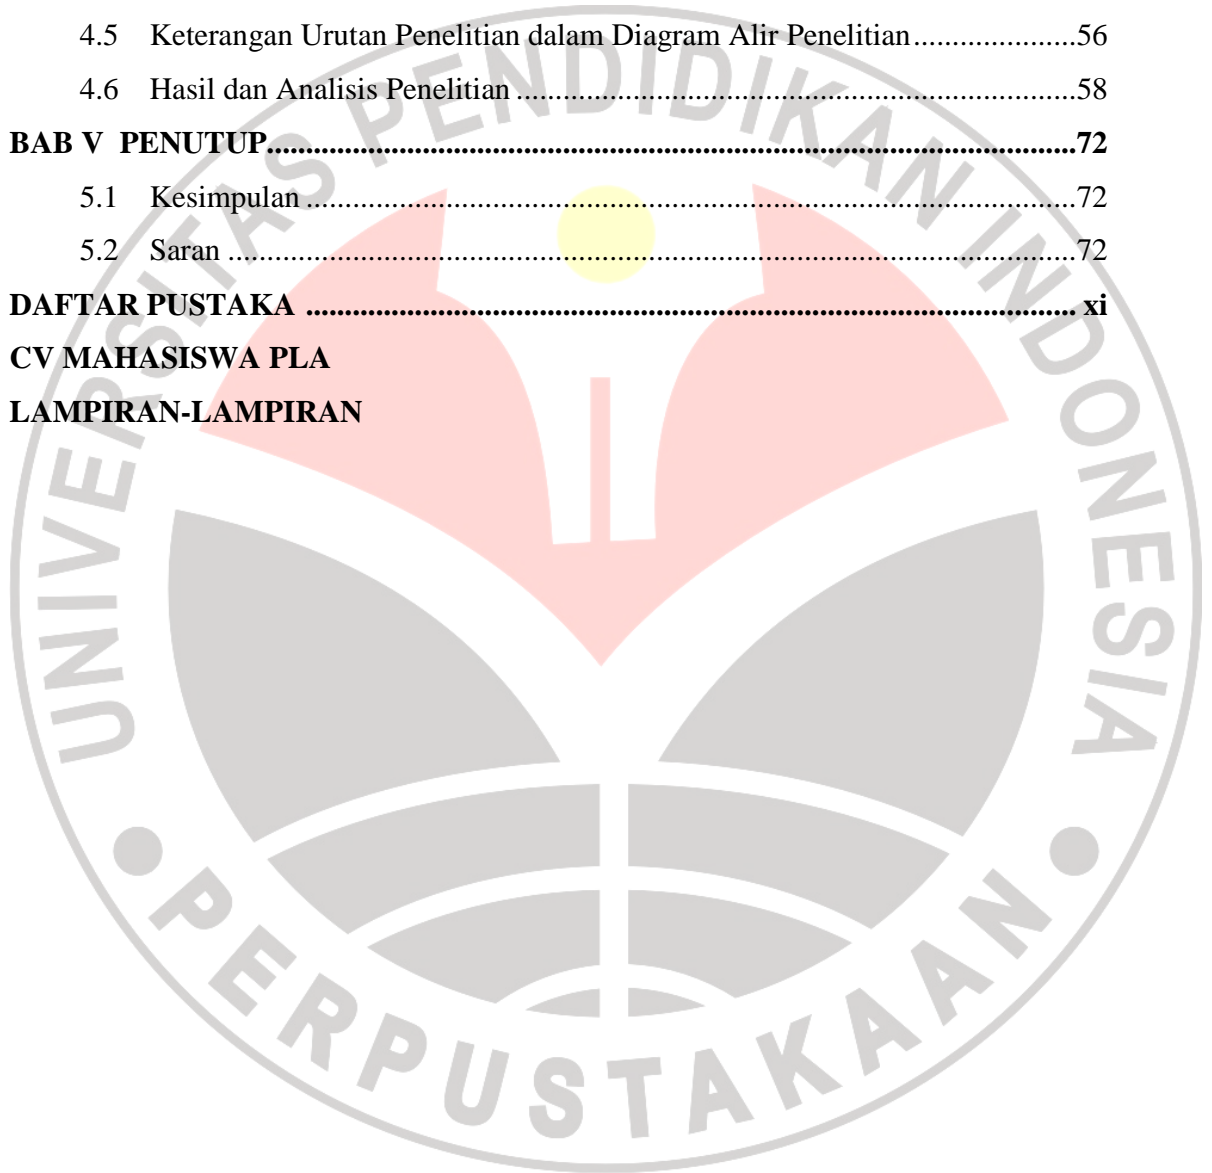 4.5 Keterangan Urutan Penelitian dalam Diagram Alir Penelitian.....................56
4.6 Hasil dan Analisis Penelitian .........................................................................58
BAB V PENUTUP.........................................................................................................72
5.1 Kesimpulan ....................................................................................................72
5.2 Saran ..............................................................................................................72
DAFTAR PUSTAKA .................................................................................................... xi
CV MAHASISWA PLA
LAMPIRAN-LAMPIRAN
UNIVERSITAS PENDIDIKAN INDONESIA
PERPUSTAKAAN